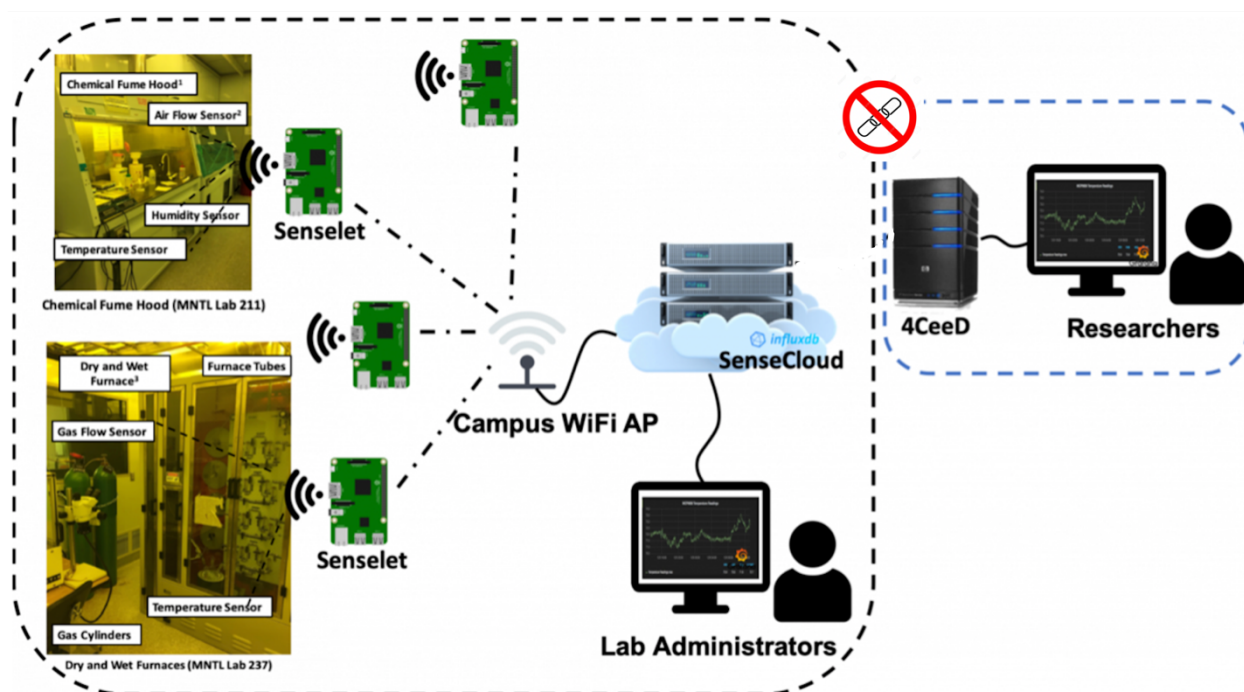 Chemical Fume Hood¹
Air Flow Sensor²
Humidity Sensor
Temperature Sensor
Chemical Fume Hood (MNTL Lab 211)
Senselet
Dry and Wet
Furnace³
Furnace Tubes
Gas Flow Sensor
Temperature Sensor
Gas Cylinders
Dry and Wet Furnaces (MNTL Lab 237)
Senselet
Campus WiFi AP
influxdb
SenseCloud
Lab Administrators
4CeeD
Researchers